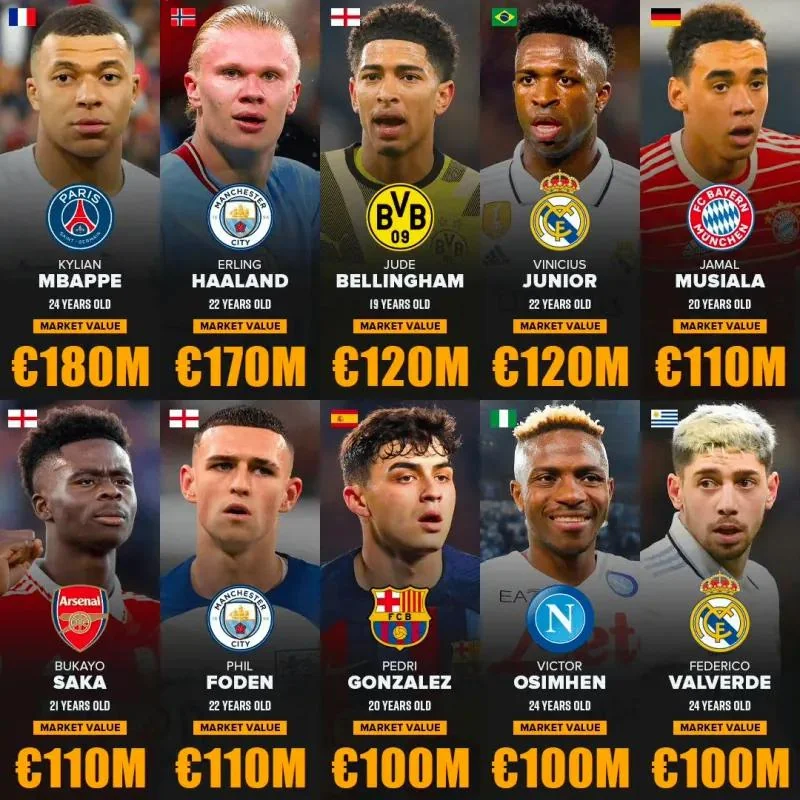 PARIS
SAINT-GERMAIN
KYLIAN
MBAPPE
24 YEARS OLD
MARKET VALUE
€180M
MANCHESTER
CITY
ERLING
HAALAND
22 YEARS OLD
MARKET VALUE
€170M
BVB
09
JUDE
BELLINGHAM
19 YEARS OLD
MARKET VALUE
€120M
VINICIUS
JUNIOR
22 YEARS OLD
MARKET VALUE
€120M
FC BAYERN
MÜNCHEN
JAMAL
MUSIALA
20 YEARS OLD
MARKET VALUE
€110M
Arsenal
BUKAYO
SAKA
21 YEARS OLD
MARKET VALUE
€110M
MANCHESTER
CITY
PHIL
FODEN
22 YEARS OLD
MARKET VALUE
€110M
FCB
PEDRI
GONZALEZ
20 YEARS OLD
MARKET VALUE
€100M
EA7
N
VICTOR
OSIMHEN
24 YEARS OLD
MARKET VALUE
€100M
FEDERICO
VALVERDE
24 YEARS OLD
MARKET VALUE
€100M